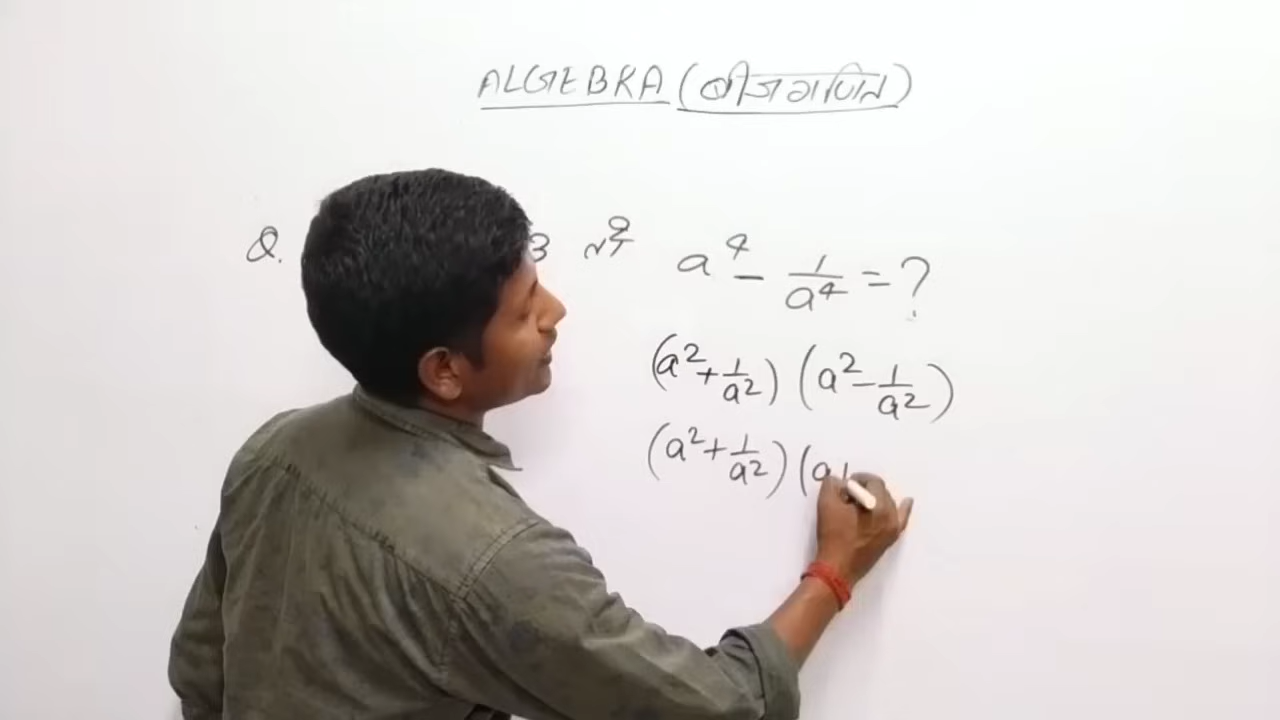 ALGEBRA (बीजगणित)
Q. 3 तो a⁴ - 1/a⁴ = ?
(a² + 1/a²) (a² - 1/a²)
(a² + 1/a²) (a